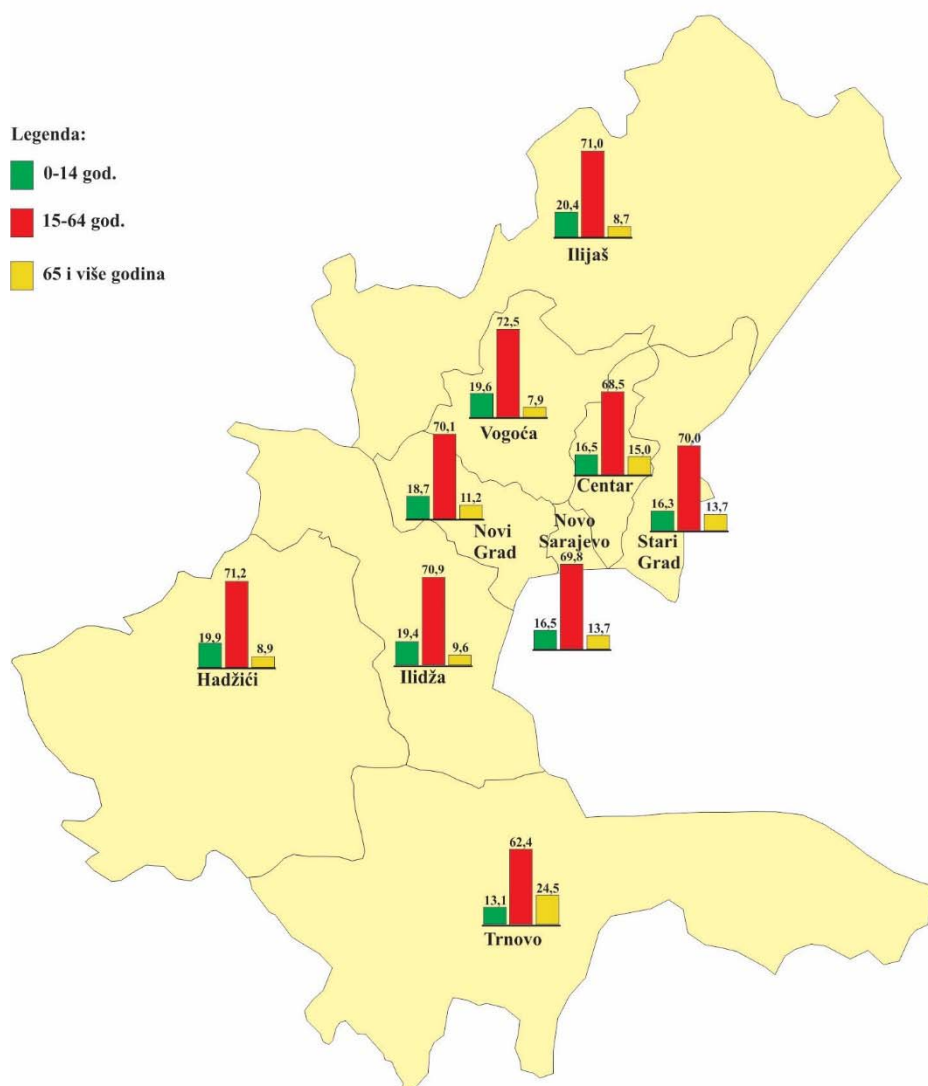 Legenda:
0-14 god.
15-64 god.
65 i više godina
71,0
20,4
8,7
Ilijaš
72,5
19,6
7,9
Vogoća
68,5
16,5
15,0
Centar
70,1
18,7
11,2
Novi
Grad
70,0
16,3
13,7
Stari
Grad
Novo
Sarajevo
69,8
16,5
13,7
71,2
19,9
8,9
Hadžići
70,9
19,4
9,6
Ilidža
62,4
13,1
24,5
Trnovo